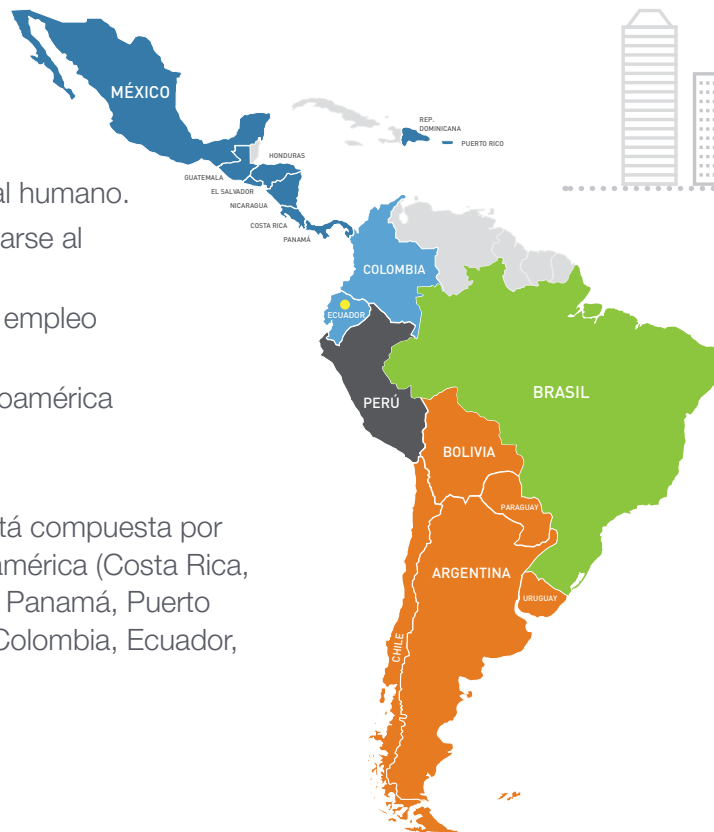 al humano.
arse al
empleo
oamérica
tá compuesta por
américa (Costa Rica,
Panamá, Puerto
Colombia, Ecuador,
MÉXICO
REP.
DOMINICANA
PUERTO RICO
HONDURAS
GUATEMALA
EL SALVADOR
NICARAGUA
COSTA RICA
PANAMÁ
COLOMBIA
ECUADOR
PERÚ
BRASIL
BOLIVIA
PARAGUAY
ARGENTINA
URUGUAY
CHILE